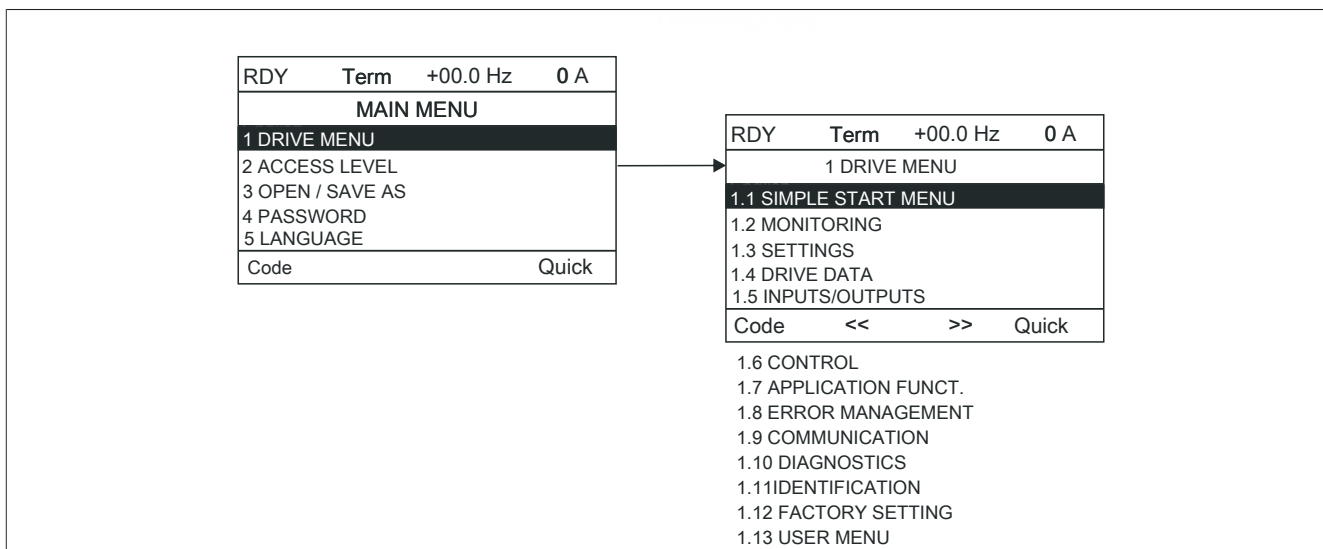 RDY Term +00.0 Hz 0 A
MAIN MENU
1 DRIVE MENU
2 ACCESS LEVEL
3 OPEN / SAVE AS
4 PASSWORD
5 LANGUAGE
Code Quick
RDY Term +00.0 Hz 0 A
1 DRIVE MENU
1.1 SIMPLE START MENU
1.2 MONITORING
1.3 SETTINGS
1.4 DRIVE DATA
1.5 INPUTS/OUTPUTS
Code << >> Quick
1.6 CONTROL
1.7 APPLICATION FUNCT.
1.8 ERROR MANAGEMENT
1.9 COMMUNICATION
1.10 DIAGNOSTICS
1.11IDENTIFICATION
1.12 FACTORY SETTING
1.13 USER MENU